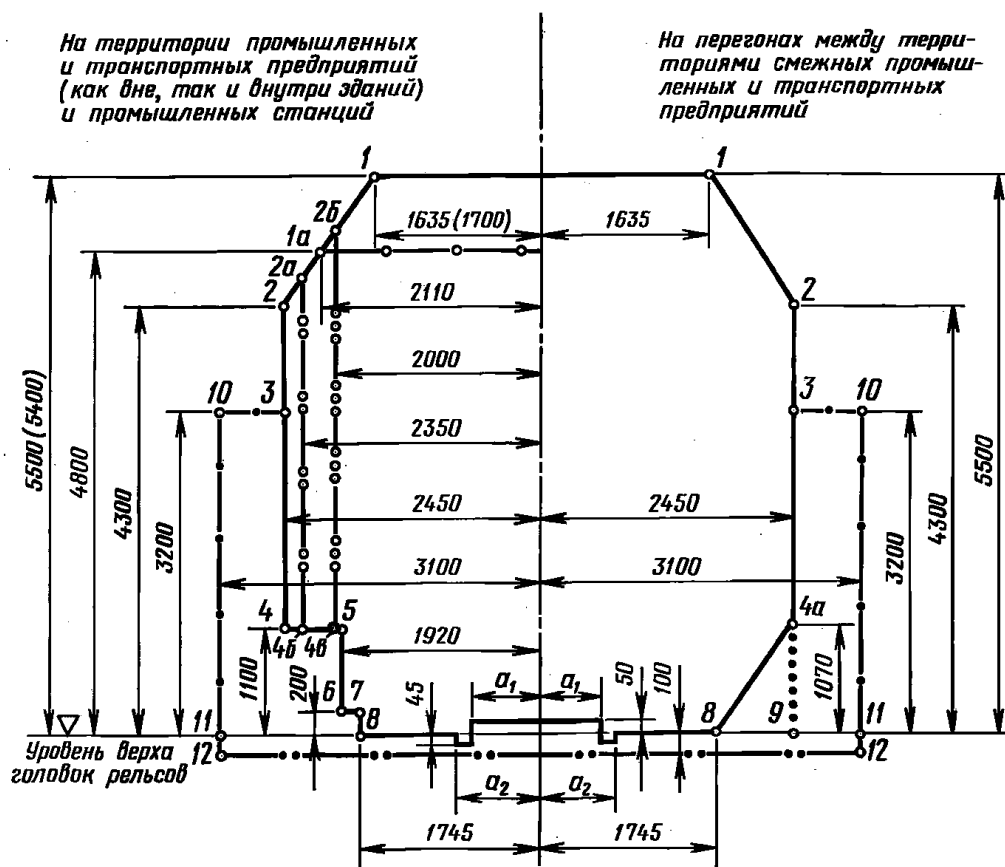 На территории промышленных
и транспортных предприятий
(как вне, так и внутри зданий)
и промышленных станций
На перегонах между терри-
ториями смежных промыш-
ленных и транспортных
предприятий
1
1
2б
1635 (1700)
1635
1а
2а
2
2110
2
2000
10
3
3
10
2350
5500 (5400)
4800
4300
3200
2450
2450
3200
4300
5500
3100
3100
4
5
4а
4б
4в
1920
1100
200
6
7
45
a₁
a₁
50
100
1070
11
8
8
9
11
Уровень верха
головок рельсов
12
12
a₂
a₂
1745
1745